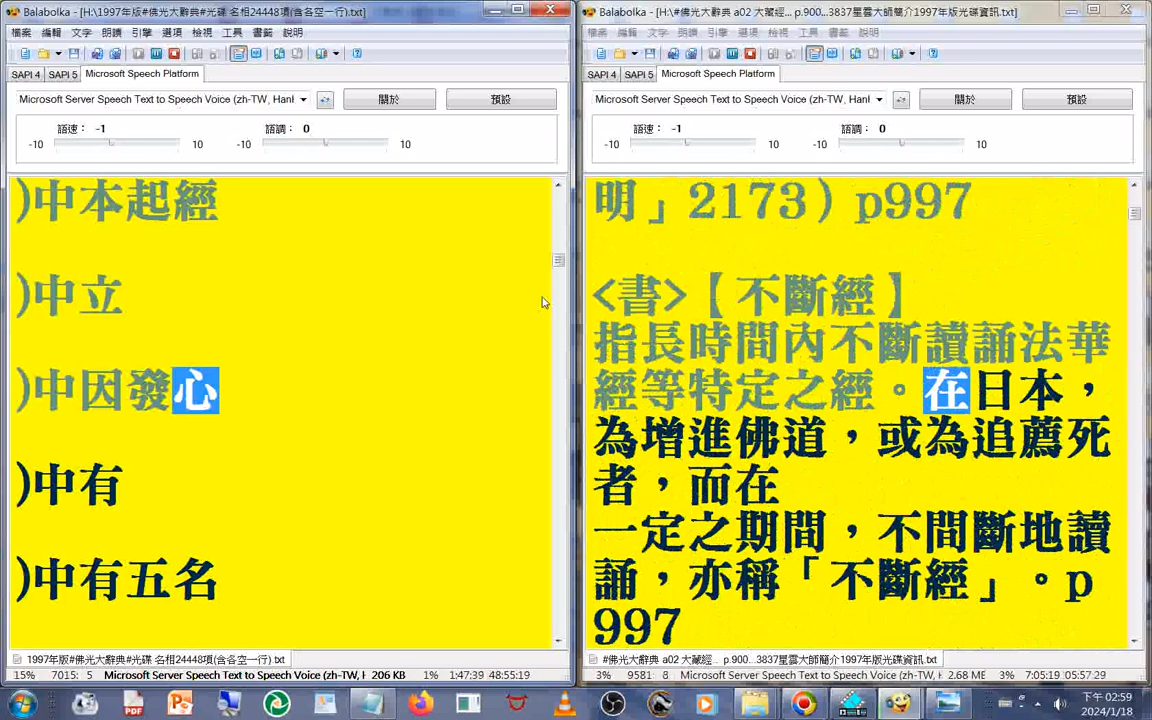 Balabolka - [H:\1997年版#佛光大辭典#光碟 名相24448項(含各空一行).txt]
檔案 編輯 文字 朗讀 引擎 選項 檢視 工具 書籤 說明
SAPI 4 SAPI 5 Microsoft Speech Platform
Microsoft Server Speech Text to Speech Voice (zh-TW, Hanl
關於 預設
語速： -1 語調： 0
-10 10 -10 10
)中本起經
)中立
)中因發心
)中有
)中有五名
1997年版#佛光大辭典#光碟 名相24448項(含各空一行).txt
15% 7015: 5 Microsoft Server Speech Text to Speech Voice (zh-TW, H 206 KB 1% 1:47:39 48:55:19
Balabolka - [H:\#佛光大辭典 a02 大藏經... p.900...3837星雲大師簡介1997年版光碟資訊.txt]
檔案 編輯 文字 朗讀 引擎 選項 檢視 工具 書籤 說明
SAPI 4 SAPI 5 Microsoft Speech Platform
Microsoft Server Speech Text to Speech Voice (zh-TW, Hanl
關於 預設
語速： -1 語調： 0
-10 10 -10 10
明」2173）p997
<書>【不斷經】
指長時間內不斷讀誦法華
經等特定之經。在日本，
為增進佛道，或為追薦死
者，而在
一定之期間，不間斷地讀
誦，亦稱「不斷經」。p
997
#佛光大辭典 a02 大藏經... p.900...3837星雲大師簡介1997年版光碟資訊.txt
3% 9581: 8 Microsoft Server Speech Text to Speech Voice (zh-TW, 2.68 ME 3% 7:05:19 05:57:29
下午 02:59
2024/1/18